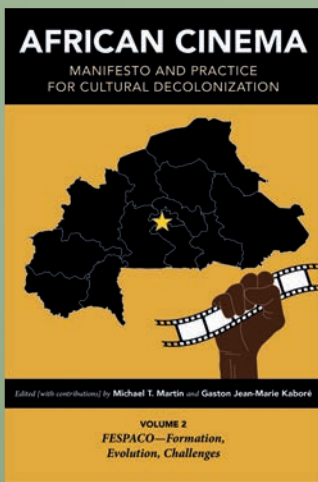 AFRICAN CINEMA
MANIFESTO AND PRACTICE
FOR CULTURAL DECOLONIZATION
Edited [with contributions] by Michael T. Martin and Gaston Jean-Marie Kaboré
VOLUME 2
FESPACO—Formation,
Evolution, Challenges